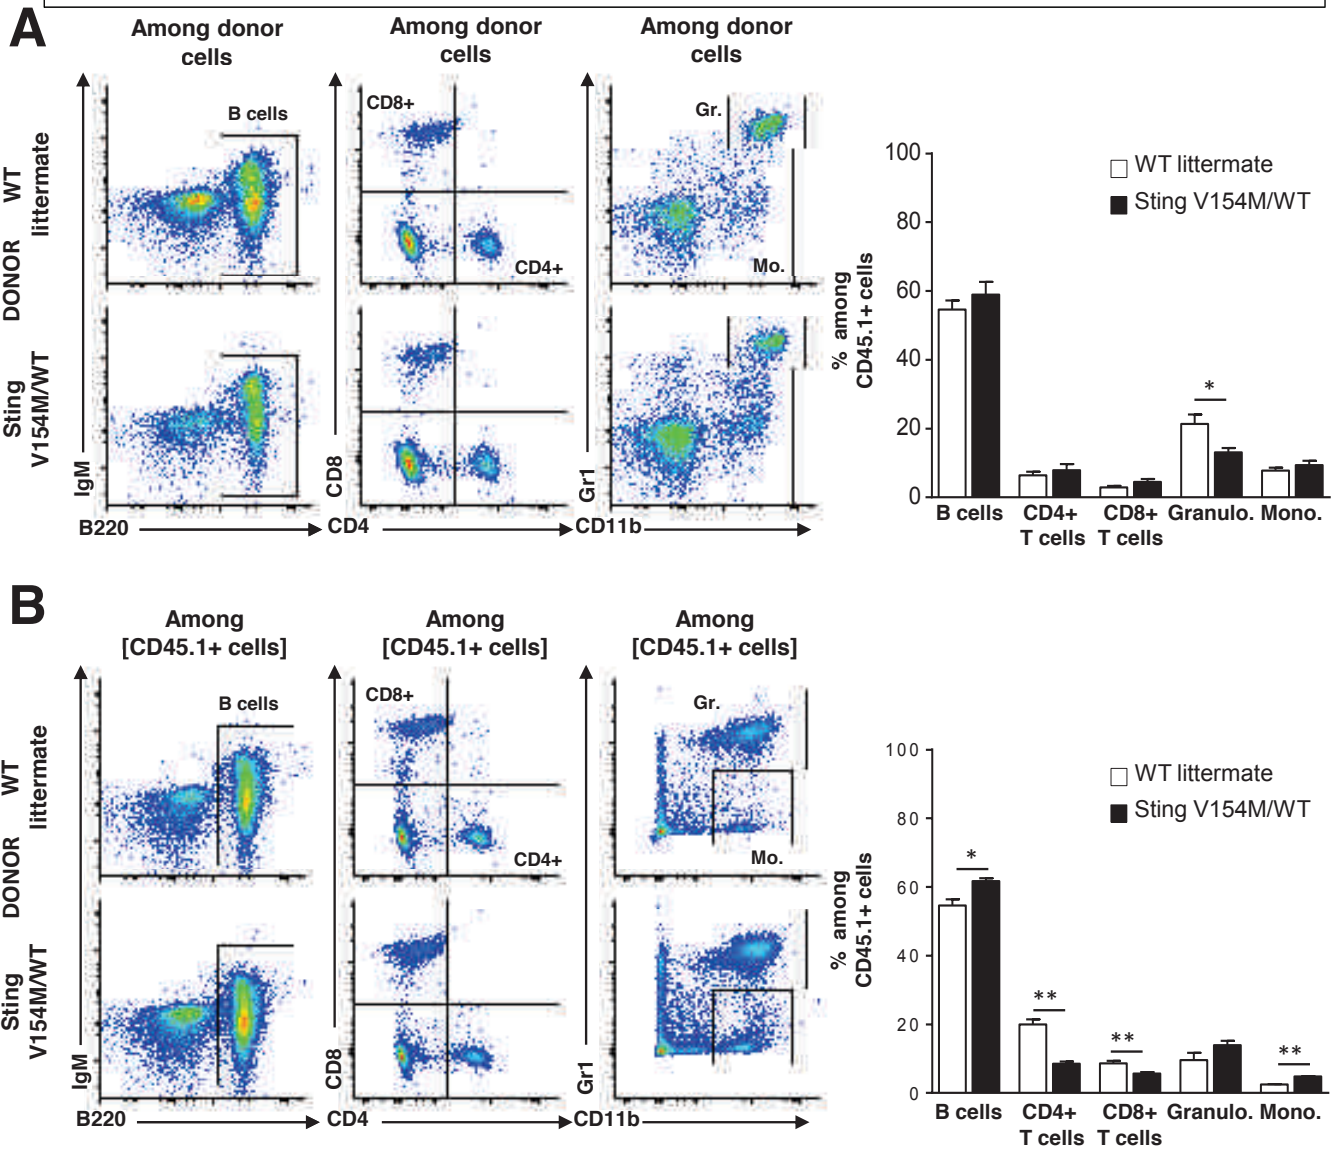 A
Among donor
cells
Among donor
cells
Among donor
cells
DONOR
WT
littermate
Sting
V154M/WT
B cells
CD8+
CD4+
Gr.
Mo.
IgM
B220
CD8
CD4
Gr1
CD11b
% among
CD45.1+ cells
100
80
60
40
20
0
WT littermate
Sting V154M/WT
*
B cells
CD4+
T cells
CD8+
T cells
Granulo.
Mono.
B
Among
[CD45.1+ cells]
Among
[CD45.1+ cells]
Among
[CD45.1+ cells]
DONOR
WT
littermate
Sting
V154M/WT
B cells
CD8+
CD4+
Gr.
Mo.
IgM
B220
CD8
CD4
Gr1
CD11b
% among
CD45.1+ cells
100
80
60
40
20
0
WT littermate
Sting V154M/WT
*
**
**
**
B cells
CD4+
T cells
CD8+
T cells
Granulo.
Mono.